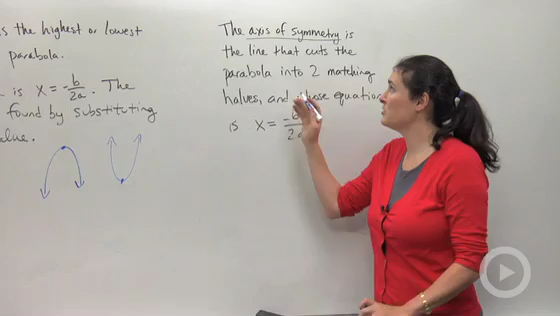 s the highest or lowest
parabola.
is x = -b/2a. The
found by substituting
alue.
The axis of symmetry is
the line that cuts the
parabola into 2 matching
halves, and whose equation
is x = -b/2a